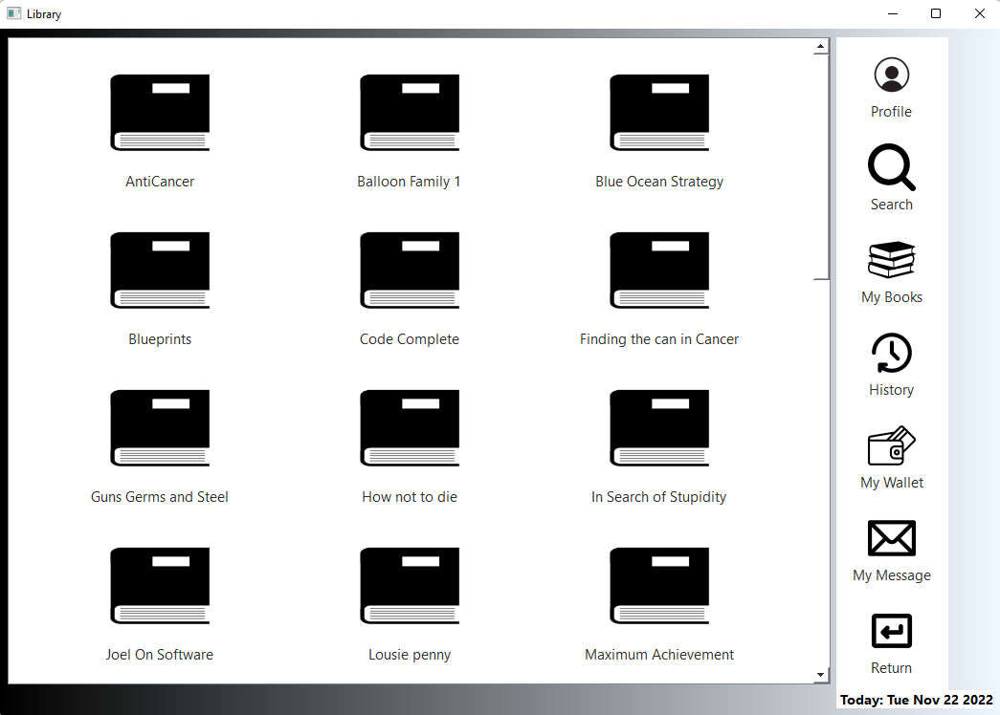 Library
AntiCancer
Balloon Family 1
Blue Ocean Strategy
Blueprints
Code Complete
Finding the can in Cancer
Guns Germs and Steel
How not to die
In Search of Stupidity
Joel On Software
Lousie penny
Maximum Achievement
Profile
Search
My Books
History
My Wallet
My Message
Return
Today: Tue Nov 22 2022